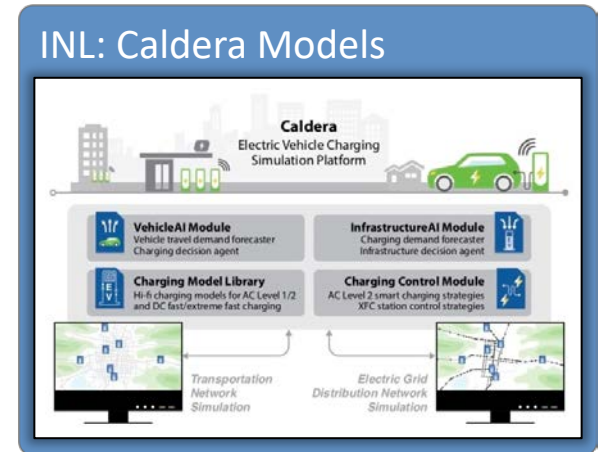 INL: Caldera Models
Caldera
Electric Vehicle Charging
Simulation Platform
VehicleAI Module
Vehicle travel demand forecaster
Charging decision agent
InfrastructureAI Module
Charging demand forecaster
Infrastructure decision agent
EV
Charging Model Library
Hi-fi charging models for AC Level 1/2
and DC fast/extreme fast charging
Charging Control Module
AC Level 2 smart charging strategies
XFC station control strategies
Transportation
Network
Simulation
Electric Grid
Distribution Network
Simulation